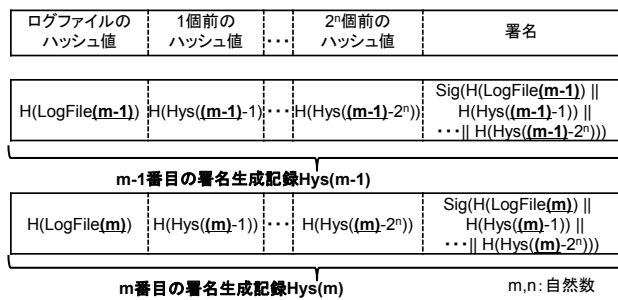 ログファイルの
ハッシュ値
1個前の
ハッシュ値
･･･
2ⁿ個前の
ハッシュ値
署名
H(LogFile(m-1))
H(Hys((m-1)-1)
･･･
H(Hys((m-1)-2ⁿ))
Sig(H(LogFile(m-1)) ||
H(Hys((m-1)-1)) ||
･･･|| H(Hys((m-1)-2ⁿ)))
m-1番目の署名生成記録Hys(m-1)
H(LogFile(m))
H(Hys((m)-1))
･･･
H(Hys((m)-2ⁿ))
Sig(H(LogFile(m) ||
H(Hys((m)-1)) ||
･･･|| H(Hys((m)-2ⁿ)))
m番目の署名生成記録Hys(m)
m,n：自然数